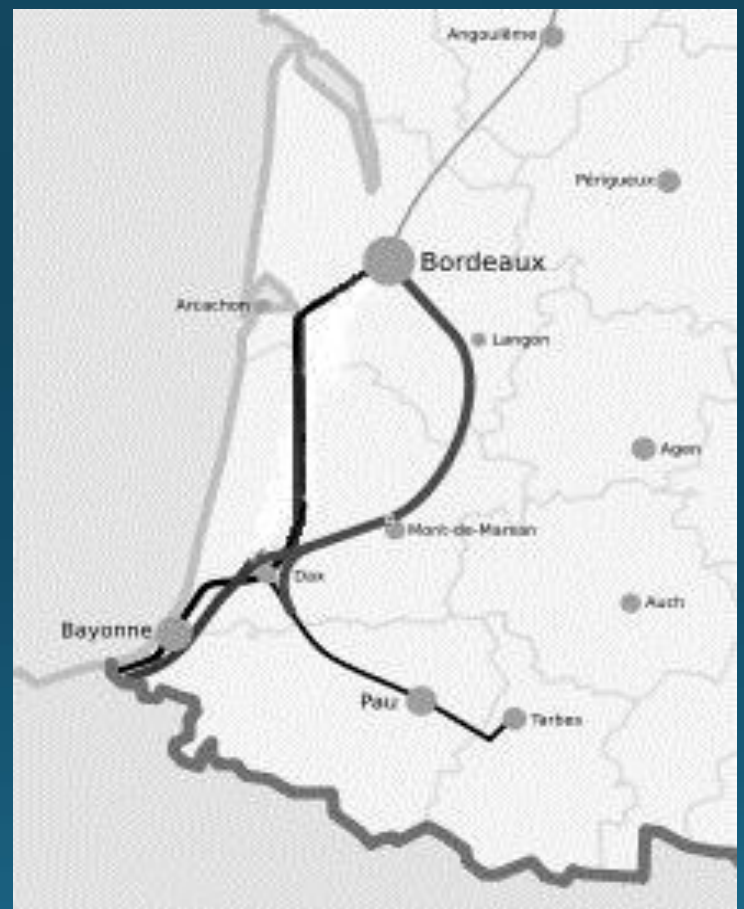 Angoulême
Périgueux
Bordeaux
Arcachon
Langon
Agen
Mont-de-Marsan
Dax
Auch
Bayonne
Pau
Tarbes